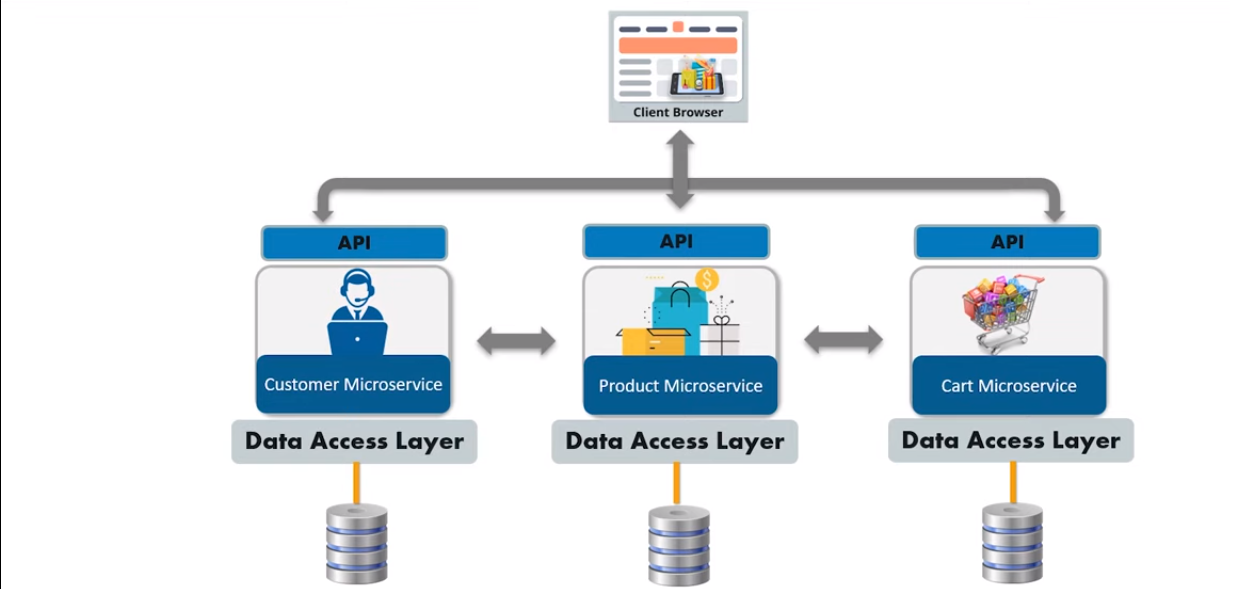 Client Browser
API
API
API
$
Customer Microservice
Product Microservice
Cart Microservice
Data Access Layer
Data Access Layer
Data Access Layer